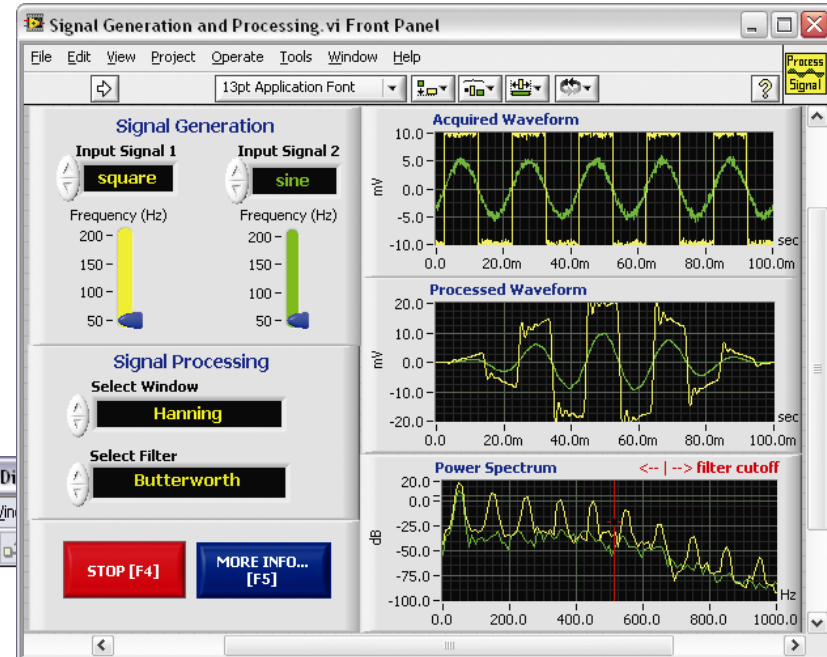 Signal Generation and Processing.vi Front Panel
File Edit View Project Operate Tools Window Help
13pt Application Font
Process
Signal
Signal Generation
Input Signal 1 Input Signal 2
square sine
Frequency (Hz) Frequency (Hz)
200 200
150 150
100 100
50 50
Signal Processing
Select Window
Hanning
Select Filter
Butterworth
STOP [F4]
MORE INFO...
[F5]
Acquired Waveform
10.0
5.0
0.0
-5.0
-10.0
mV
sec
0.0 20.0m 40.0m 60.0m 80.0m 100.0m
Processed Waveform
20.0
10.0
0.0
-10.0
-20.0
mV
sec
0.0 20.0m 40.0m 60.0m 80.0m 100.0m
Power Spectrum <-- | --> filter cutoff
20.0
0.0
-25.0
-50.0
-75.0
-100.0
dB
Hz
0.0 200.0 400.0 600.0 800.0 1000.0